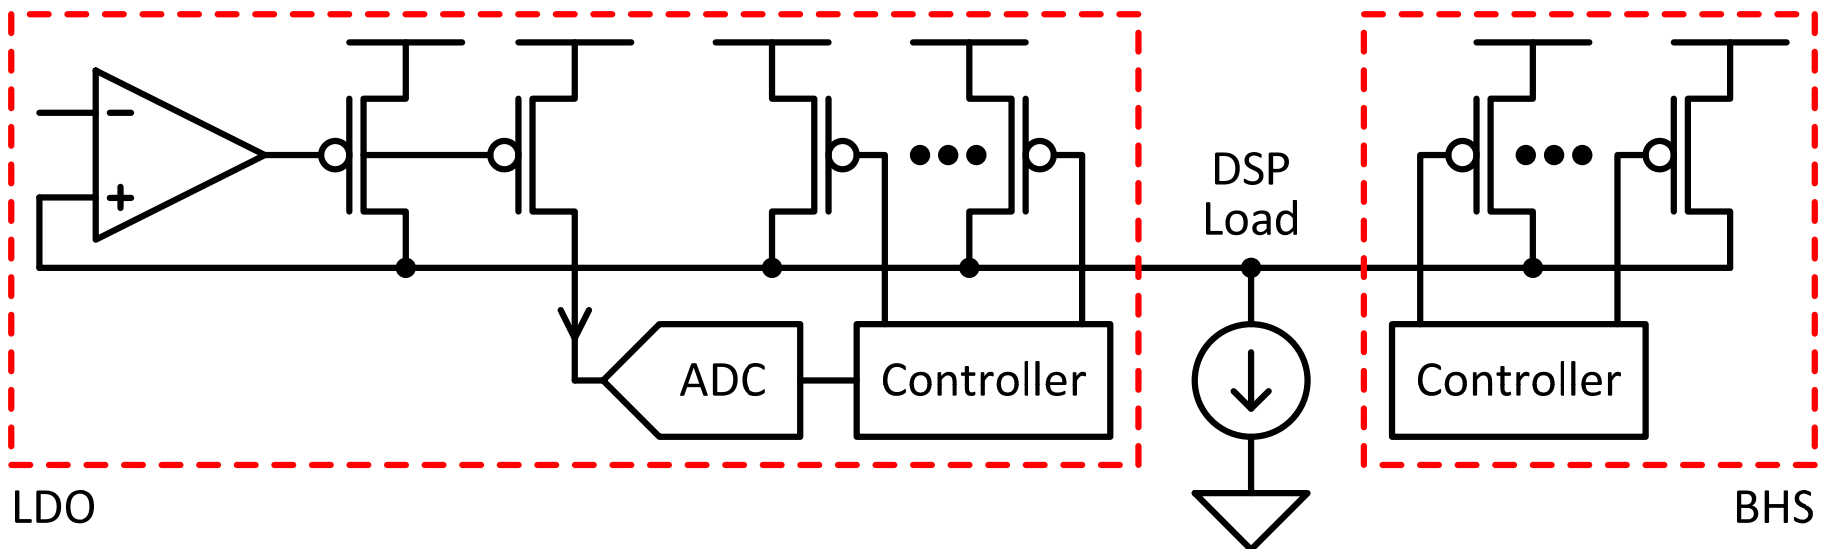 −
+
DSP
Load
ADC
Controller
Controller
LDO
BHS